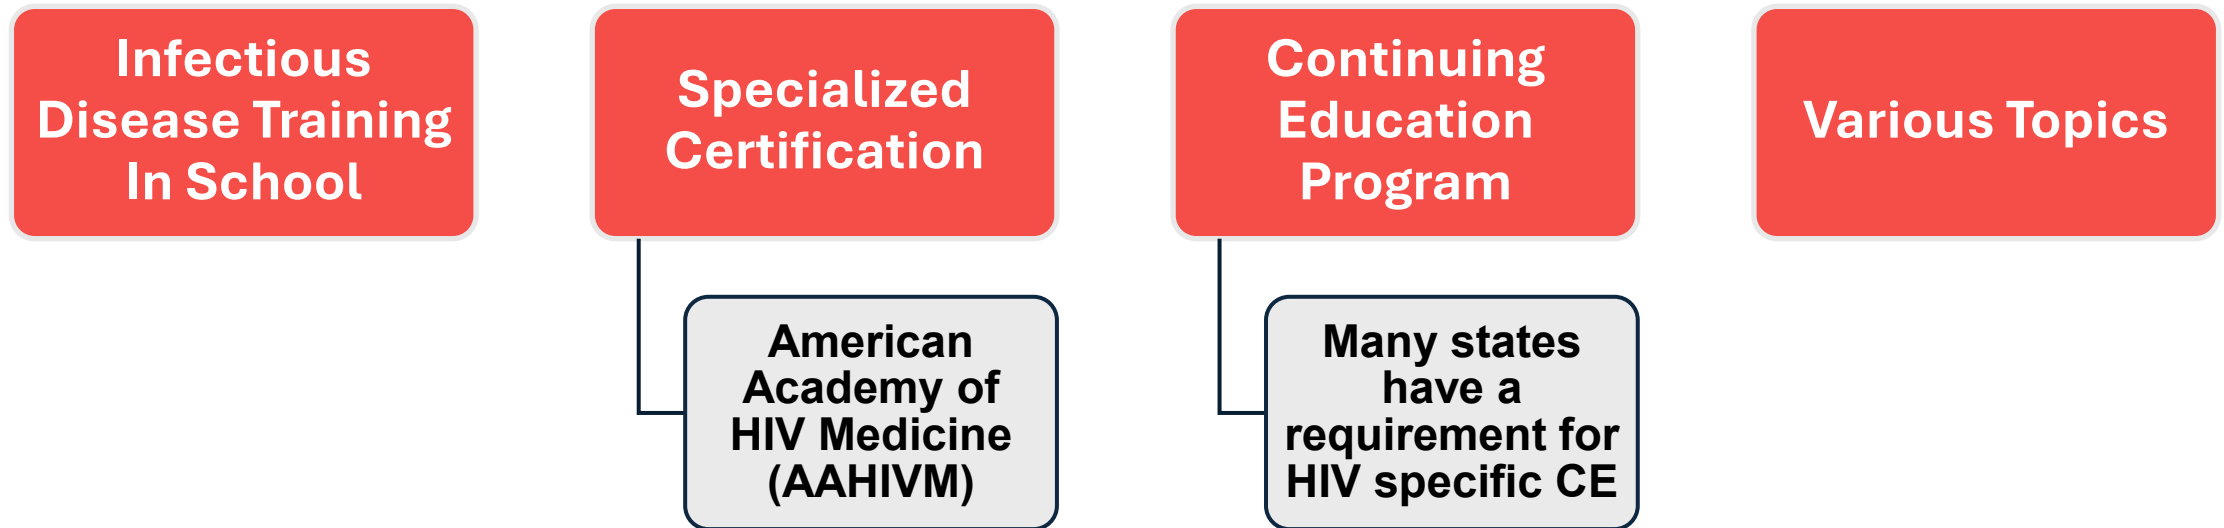 Infectious
Disease Training
In School
Specialized
Certification
American
Academy of
HIV Medicine
(AAHIVM)
Continuing
Education
Program
Many states
have a
requirement for
HIV specific CE
Various Topics